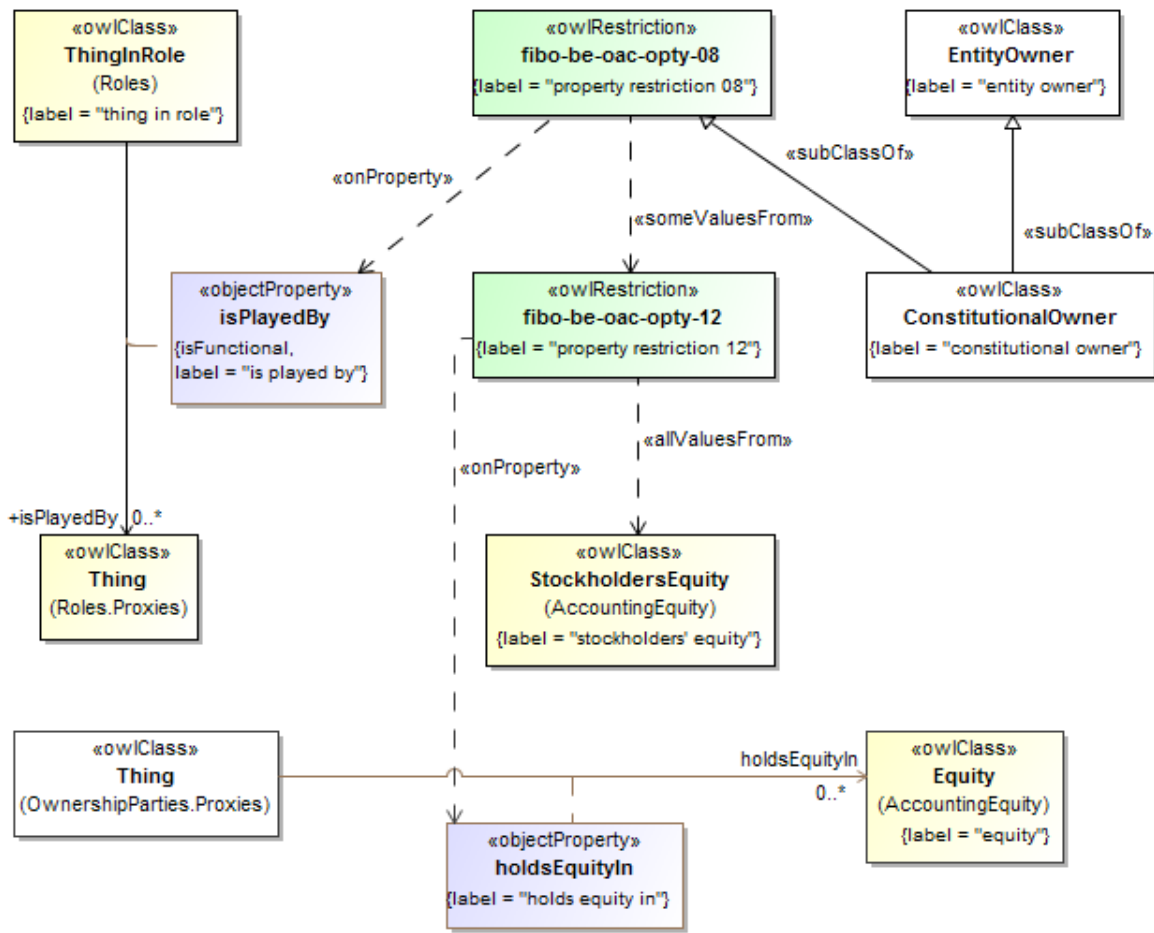 «owlClass»
ThingInRole
(Roles)
{label = "thing in role"}
«owlRestriction»
fibo-be-oac-opty-08
{label = "property restriction 08"}
«owlClass»
EntityOwner
{label = "entity owner"}
«subClassOf»
«onProperty»
«someValuesFrom»
«subClassOf»
«objectProperty»
isPlayedBy
{isFunctional,
label = "is played by"}
«owlRestriction»
fibo-be-oac-opty-12
{label = "property restriction 12"}
«owlClass»
ConstitutionalOwner
{label = "constitutional owner"}
«allValuesFrom»
«onProperty»
+isPlayedBy 0..*
«owlClass»
Thing
(Roles.Proxies)
«owlClass»
StockholdersEquity
(AccountingEquity)
{label = "stockholders' equity"}
«owlClass»
Thing
(OwnershipParties.Proxies)
holdsEquityIn
0..*
«owlClass»
Equity
(AccountingEquity)
{label = "equity"}
«objectProperty»
holdsEquityIn
{label = "holds equity in"}